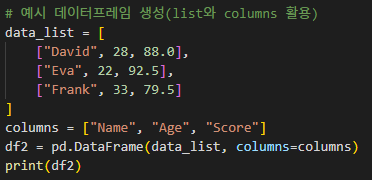 # 예시 데이터프레임 생성(list와 columns 활용)
data_list = [
    ["David", 28, 88.0],
    ["Eva", 22, 92.5],
    ["Frank", 33, 79.5]
]
columns = ["Name", "Age", "Score"]
df2 = pd.DataFrame(data_list, columns=columns)
print(df2)